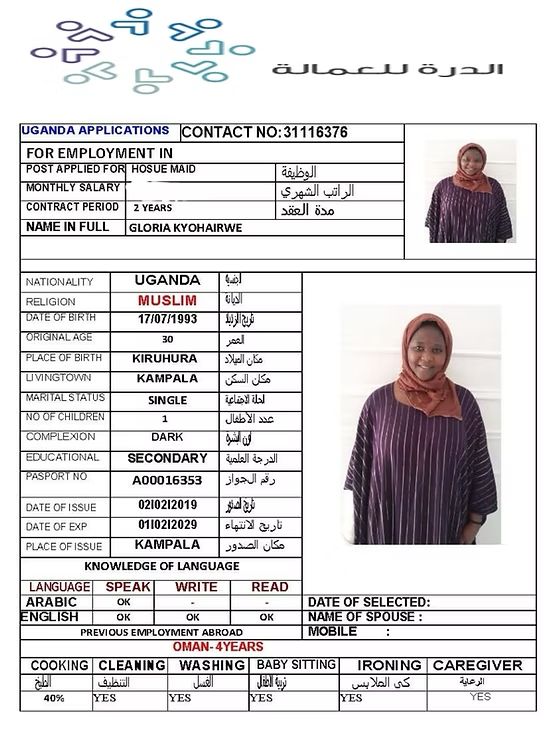 الدرة للعمالة
UGANDA APPLICATIONS CONTACT NO:31116376
FOR EMPLOYMENT IN
POST APPLIED FOR HOSUE MAID الوظيفة
MONTHLY SALARY الراتب الشهري
CONTRACT PERIOD 2 YEARS مدة العقد
NAME IN FULL GLORIA KYOHAIRWE
NATIONALITY UGANDA الجنسية
RELIGION MUSLIM الديانة
DATE OF BIRTH 17/07/1993 تاريخ الولادة
ORIGINAL AGE 30 العمر
PLACE OF BIRTH KIRUHURA مكان الميلاد
LIVINGTOWN KAMPALA مكان السكن
MARITAL STATUS SINGLE الحالة الاجتماعية
NO OF CHILDREN 1 عدد الأطفال
COMPLEXION DARK لون البشرة
EDUCATIONAL SECONDARY الدرجة العلمية
PASPORT NO A00016353 رقم الجواز
DATE OF ISSUE 02I02I2019 تاريخ الصدور
DATE OF EXP 01I02I2029 تاريخ الانتهاء
PLACE OF ISSUE KAMPALA مكان الصدور
KNOWLEDGE OF LANGUAGE
LANGUAGE SPEAK WRITE READ
ARABIC OK - -
ENGLISH OK OK OK
DATE OF SELECTED:
NAME OF SPOUSE :
MOBILE :
PREVIOUS EMPLOYMENT ABROAD
OMAN- 4YEARS
COOKING CLEANING WASHING BABY SITTING IRONING CAREGIVER
الطبخ التنظيف الغسل تربية الأطفال كي الملابس الرعاية
40% YES YES YES YES YES